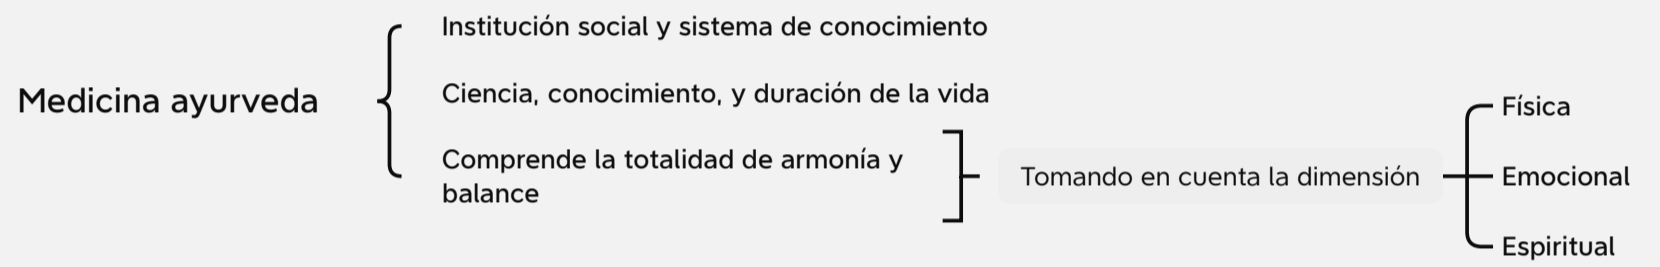 Medicina ayurveda
Institución social y sistema de conocimiento
Ciencia, conocimiento, y duración de la vida
Comprende la totalidad de armonía y
balance
Tomando en cuenta la dimensión
Física
Emocional
Espiritual